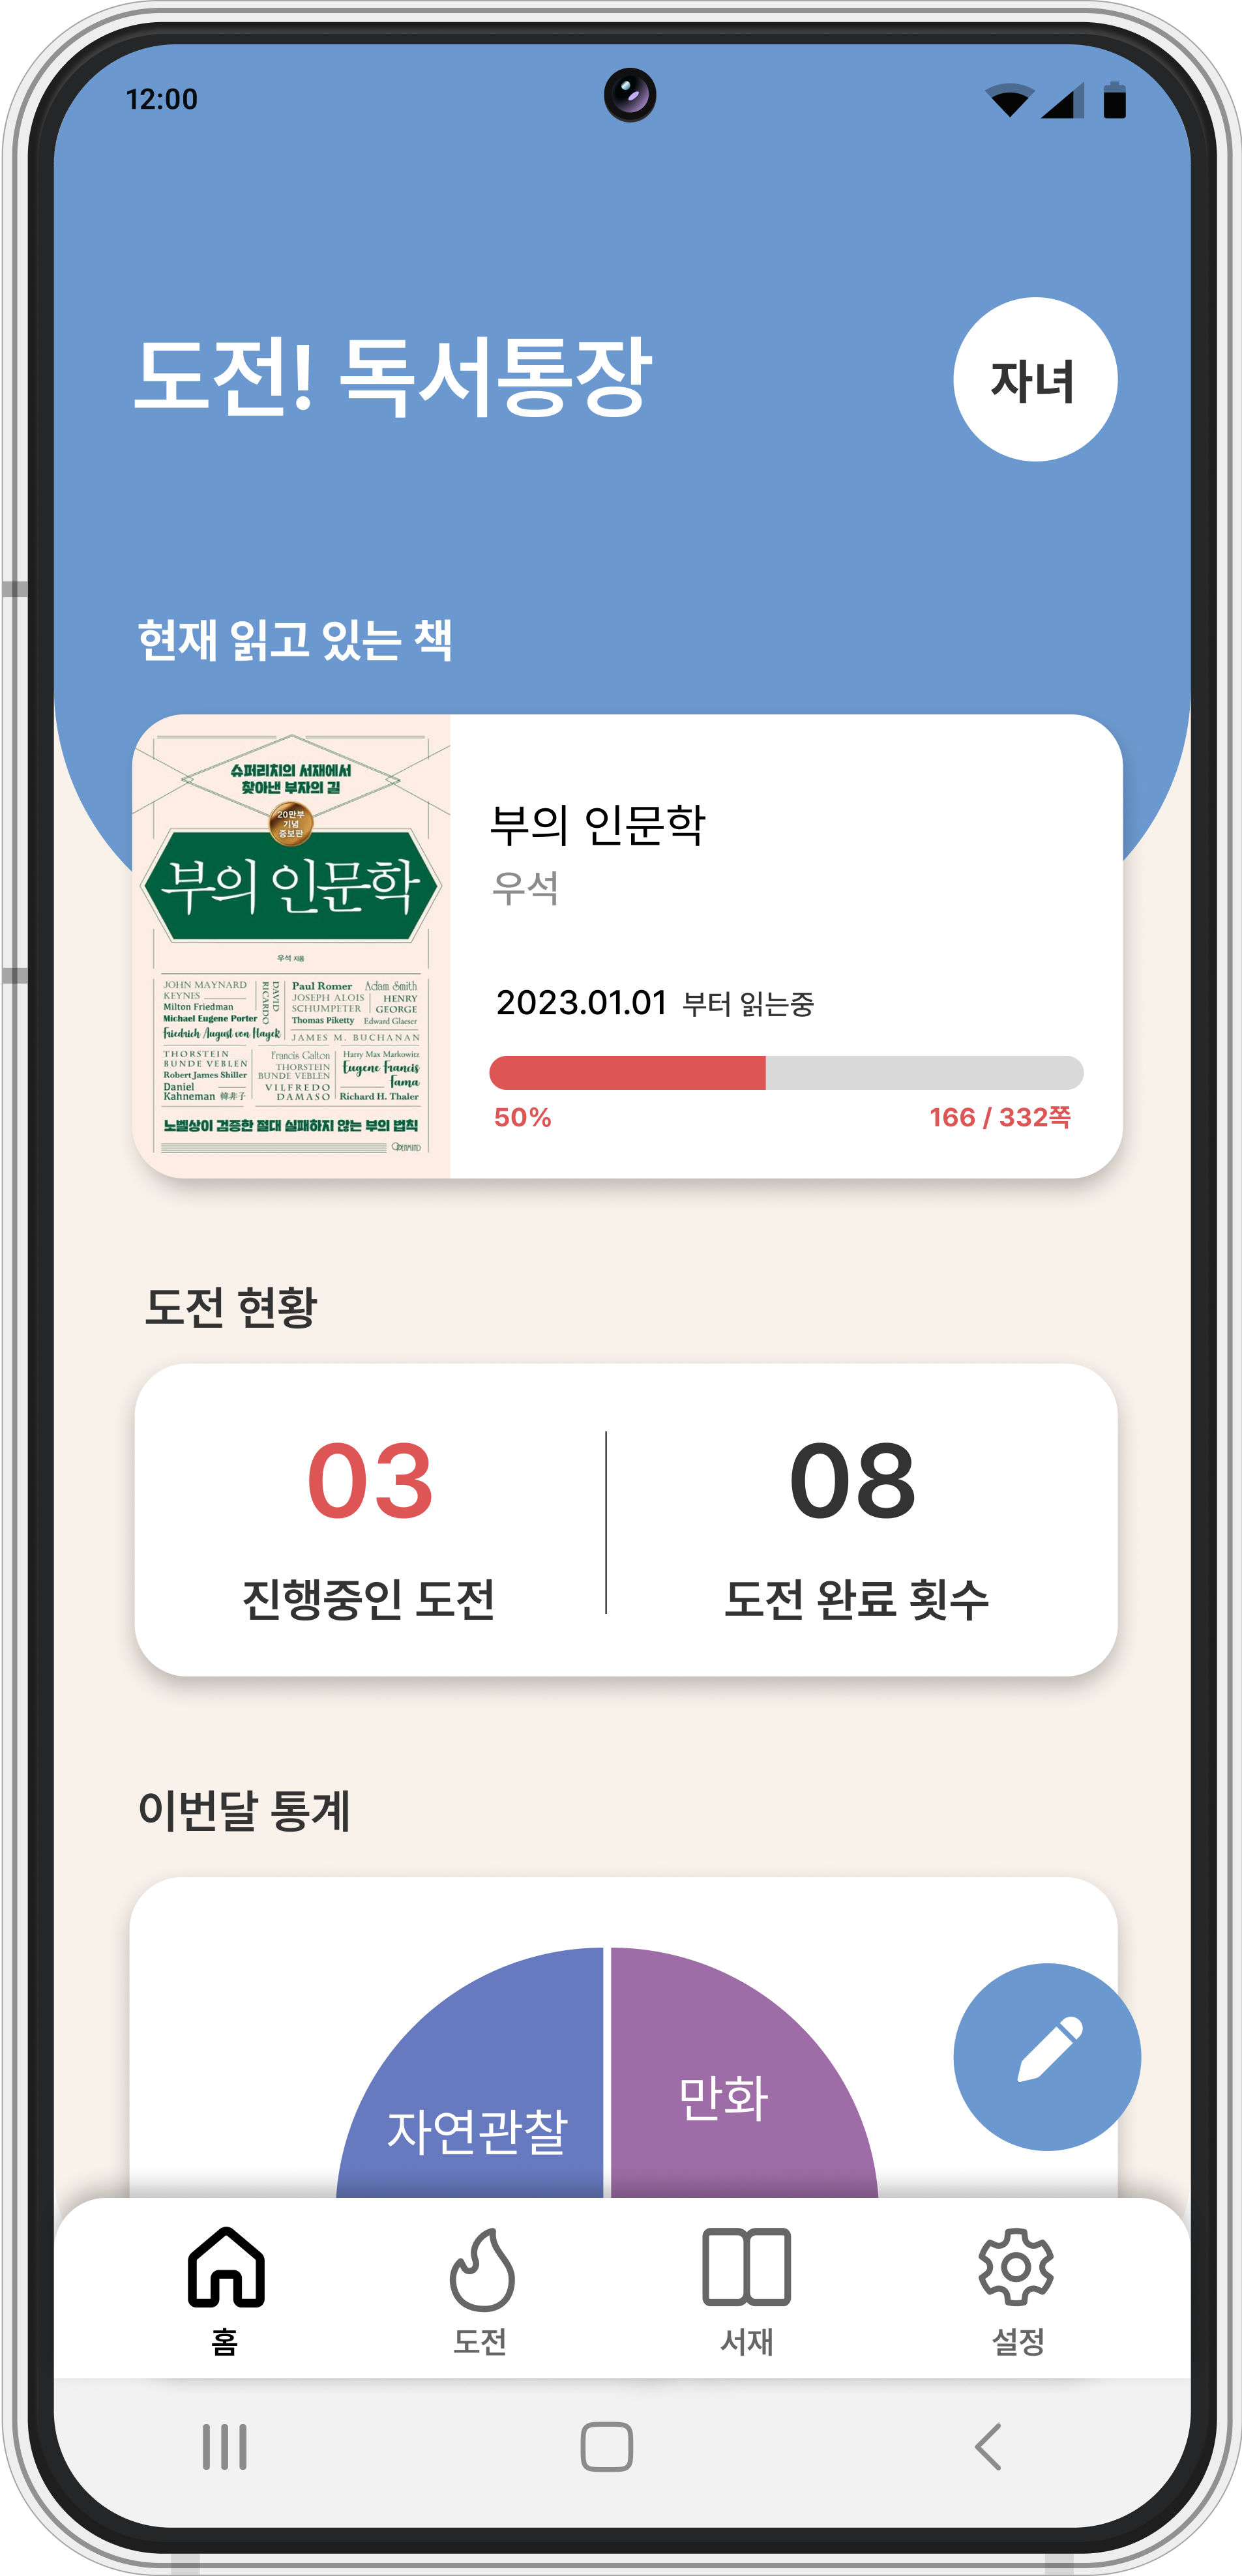 12:00
도전! 독서통장
자녀
현재 읽고 있는 책
슈퍼리치의 서재에서
찾아낸 부자의 길
20만부
기념
증보판
부의 인문학
우석 지음
JOHN MAYNARD
KEYNES
Milton Friedman
Michael Eugene Porter
Friedrich August von Hayek
DAVID
RICARDO
Paul Romer
Adam Smith
JOSEPH ALOIS
SCHUMPETER
HENRY
GEORGE
Thomas Piketty
Edward Glaeser
JAMES M. BUCHANAN
THORSTEIN
BUNDE VEBLEN
Robert James Shiller
Daniel
Kahneman 韓非子
Francis Galton
THORSTEIN
BUNDE VEBLEN
VILFREDO
DAMASO
Harry Max Markowitz
Eugene Francis
Fama
Richard H. Thaler
노벨상이 검증한 절대 실패하지 않는 부의 법칙
OPENMIND
부의 인문학
우석
2023.01.01 부터 읽는중
50%
166 / 332쪽
도전 현황
03
진행중인 도전
08
도전 완료 횟수
이번달 통계
자연관찰
만화
홈
도전
서재
설정